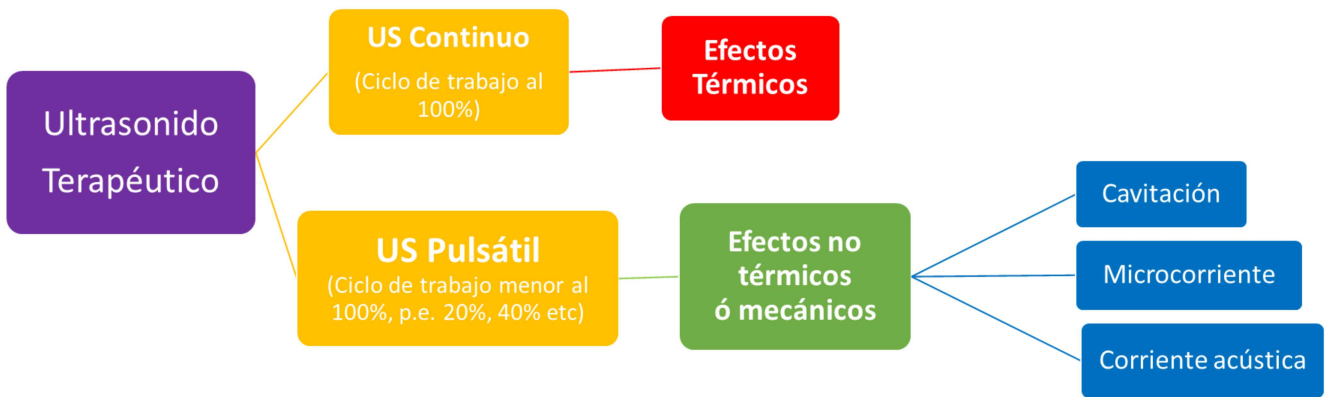 Ultrasonido
Terapéutico
US Continuo
(Ciclo de trabajo al
100%)
Efectos
Térmicos
US Pulsátil
(Ciclo de trabajo menor al
100%, p.e. 20%, 40% etc)
Efectos no
térmicos
ó mecánicos
Cavitación
Microcorriente
Corriente acústica